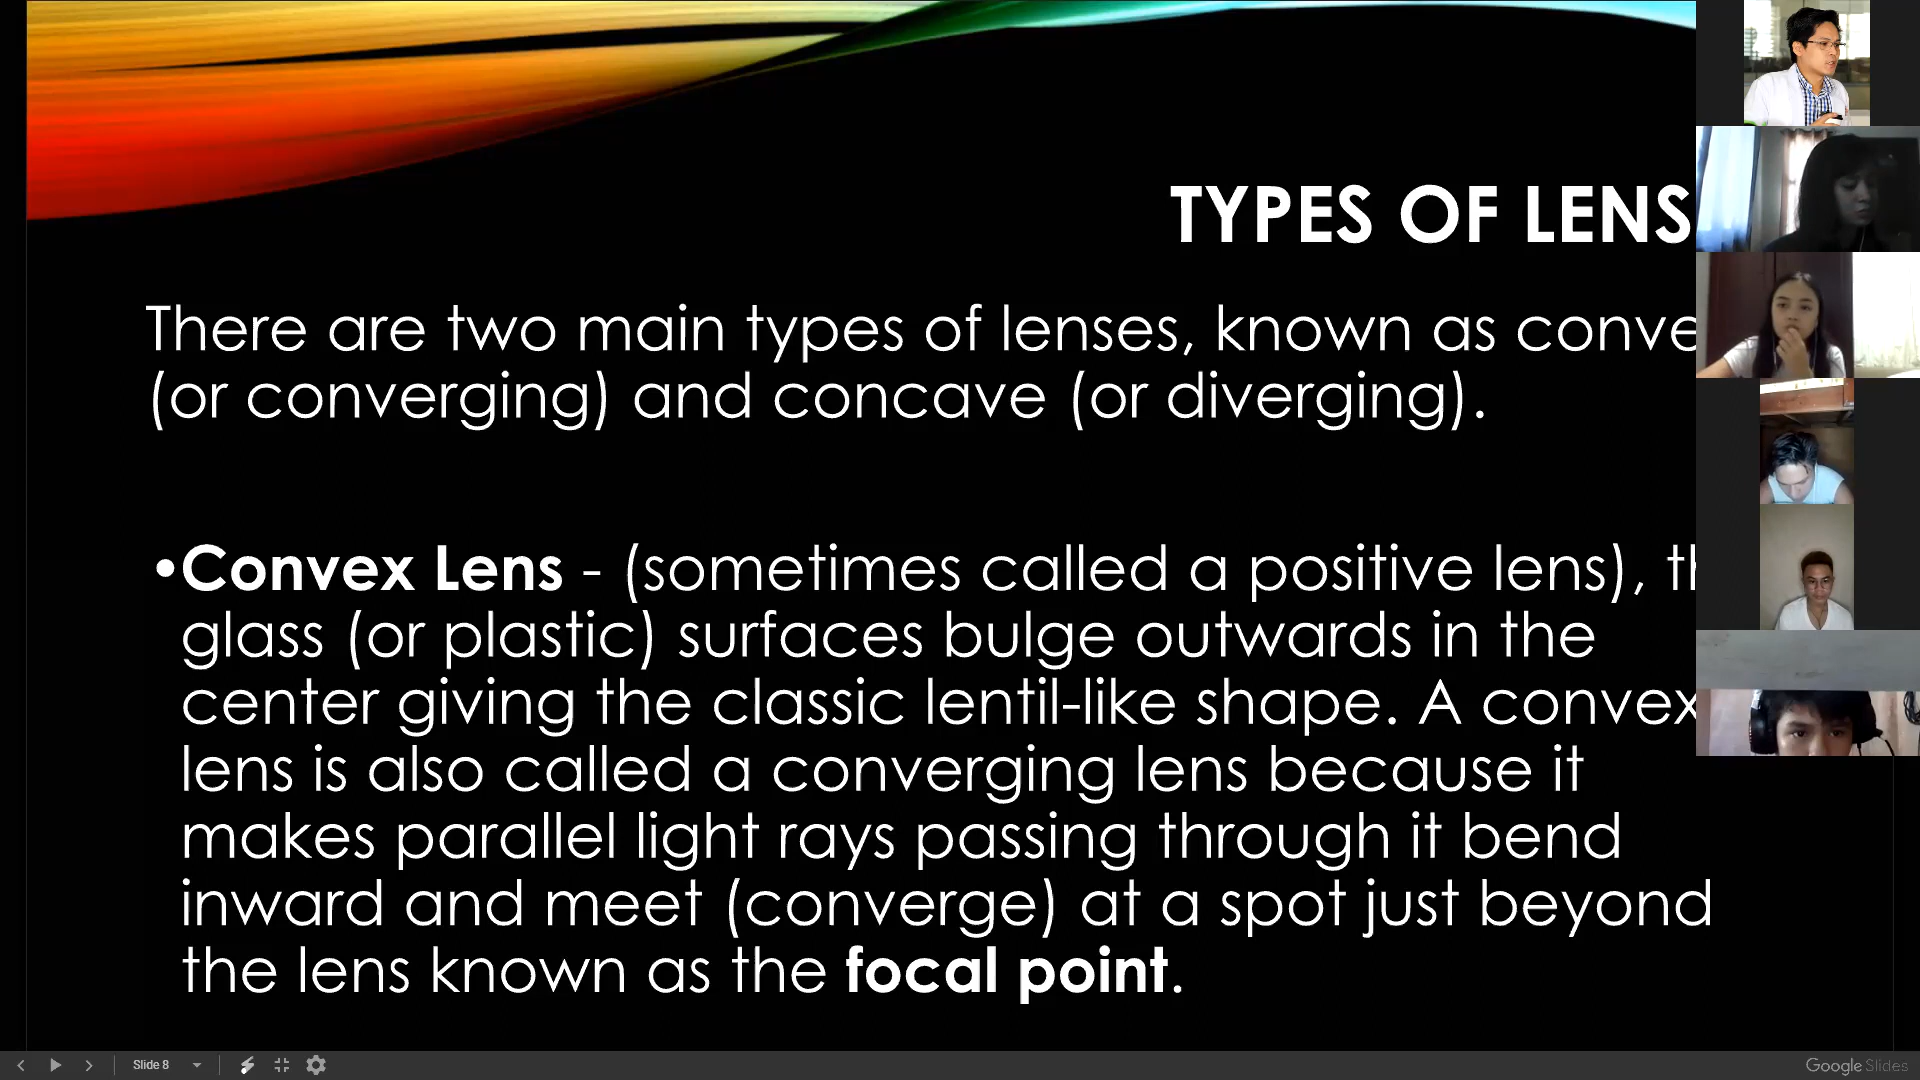 TYPES OF LENS
There are two main types of lenses, known as conve
(or converging) and concave (or diverging).
•Convex Lens - (sometimes called a positive lens), th
glass (or plastic) surfaces bulge outwards in the
center giving the classic lentil-like shape. A convex
lens is also called a converging lens because it
makes parallel light rays passing through it bend
inward and meet (converge) at a spot just beyond
the lens known as the focal point.
Slide 8
Google Slides